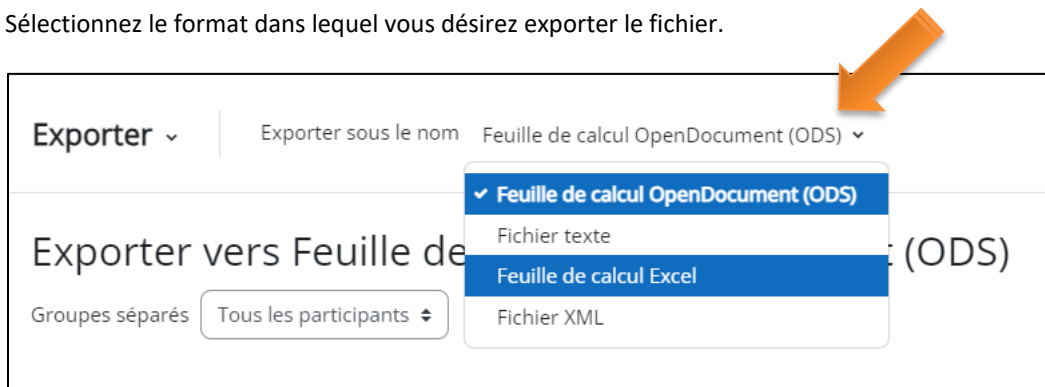 Sélectionnez le format dans lequel vous désirez exporter le fichier.
Exporter
Exporter sous le nom
Feuille de calcul OpenDocument (ODS)
Feuille de calcul OpenDocument (ODS)
Fichier texte
Feuille de calcul Excel
Fichier XML
Exporter vers Feuille de (ODS)
Groupes séparés Tous les participants